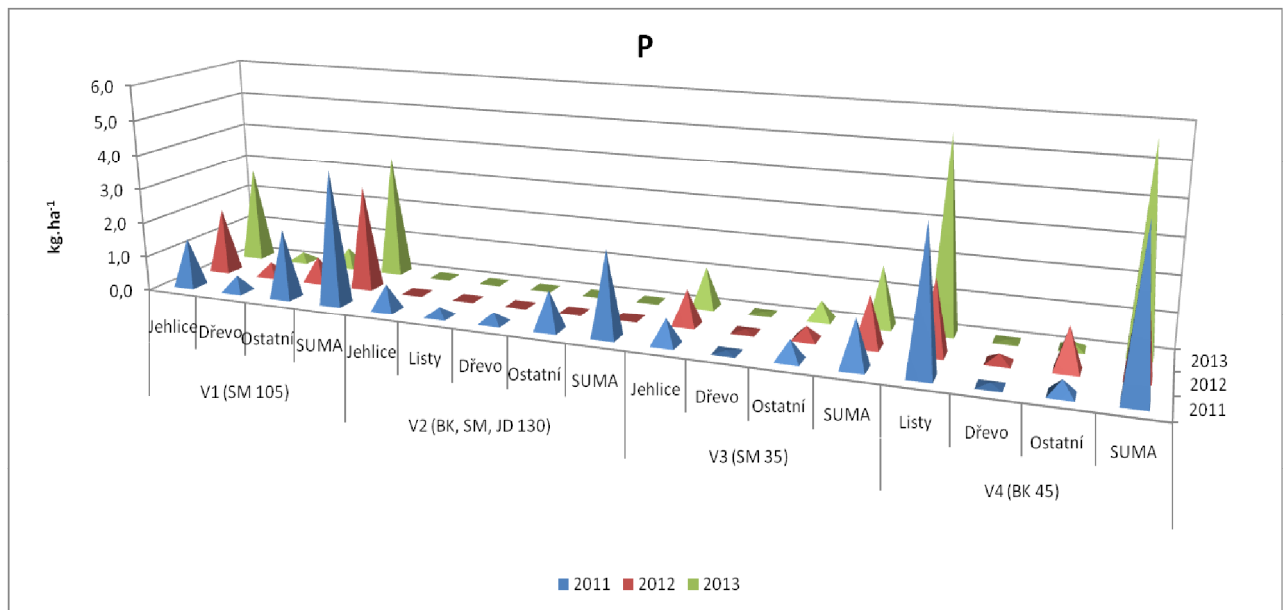 P
6,0
5,0
4,0
3,0
2,0
1,0
0,0
kg.ha-1
Jehlice
Dřevo
Ostatní
SUMA
Jehlice
Listy
Dřevo
Ostatní
SUMA
Jehlice
Dřevo
Ostatní
SUMA
Listy
Dřevo
Ostatní
SUMA
V1 (SM 105)
V2 (BK, SM, JD 130)
V3 (SM 35)
V4 (BK 45)
2013
2012
2011
2011 2012 2013